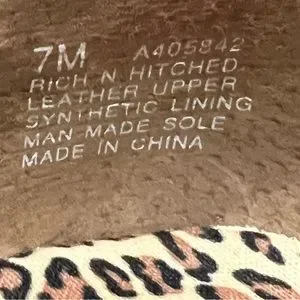 7M A405842
RICH N HITCHED
LEATHER UPPER
SYNTHETIC LINING
MAN MADE SOLE
MADE IN CHINA